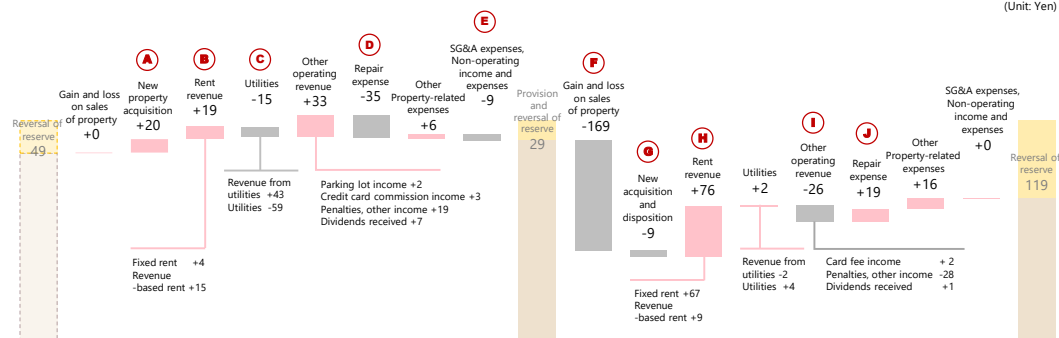 (Unit: Yen)
Reversal of
reserve
49
Gain and loss
on sales
of property
+0
A
New
property
acquisition
+20
B
Rent
revenue
+19
Fixed rent +4
Revenue
-based rent +15
C
Utilities
-15
Revenue from
utilities +43
Utilities -59
Other
operating
revenue
+33
Parking lot income +2
Credit card commission income +3
Penalties, other income +19
Dividends received +7
D
Repair
expense
-35
Other
Property-related
expenses
+6
E
SG&A expenses,
Non-operating
income and
expenses
-9
Provision
and
reversal of
reserve
29
F
Gain and loss
on sales
of property
-169
G
New
acquisition
and
disposition
-9
H
Rent
revenue
+76
Fixed rent +67
Revenue
-based rent +9
Utilities
+2
Revenue from
utilities -2
Utilities +4
I
Other
operating
revenue
-26
Card fee income + 2
Penalties, other income -28
Dividends received +1
J
Repair
expense
+19
Other
Property-related
expenses
+16
SG&A expenses,
Non-operating
income and
expenses
+0
Reversal of
reserve
119